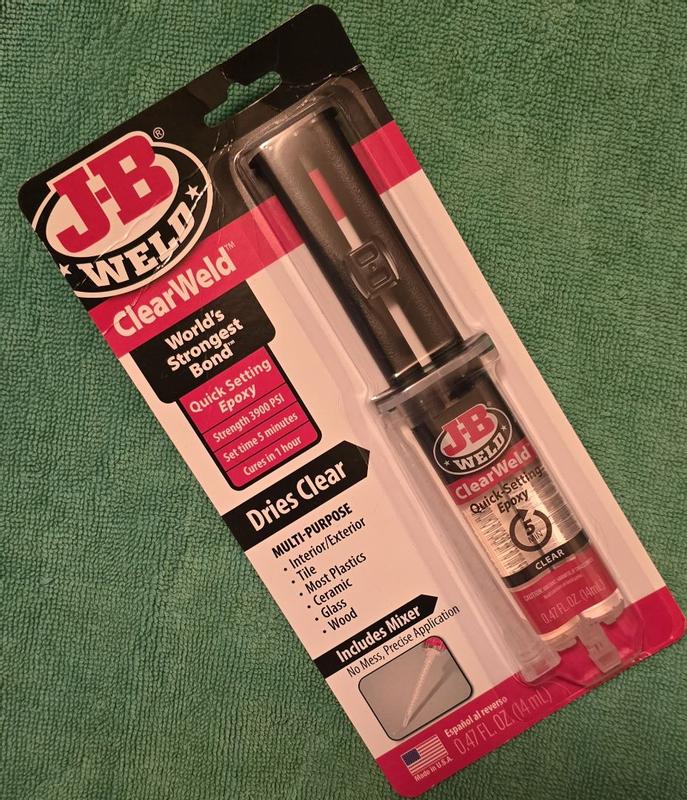 J-B
®
WELD
ClearWeld™
World's
Strongest
Bond™
Quick Setting
Epoxy
Strength 3900 PSI
Set time 5 minutes
Cures in 1 hour
Dries Clear
MULTI-PURPOSE
• Interior/Exterior
• Tile
• Most Plastics
• Ceramic
• Glass
• Wood
Includes Mixer
No Mess, Precise Application
Made in U.S.A.
Español al reverso
0.47 FL. OZ. (14 mL)
J-B
J-B
WELD
ClearWeld™
Quick-Setting
Epoxy
5
MIN
CLEAR
0.47 FL. OZ. (14 mL)